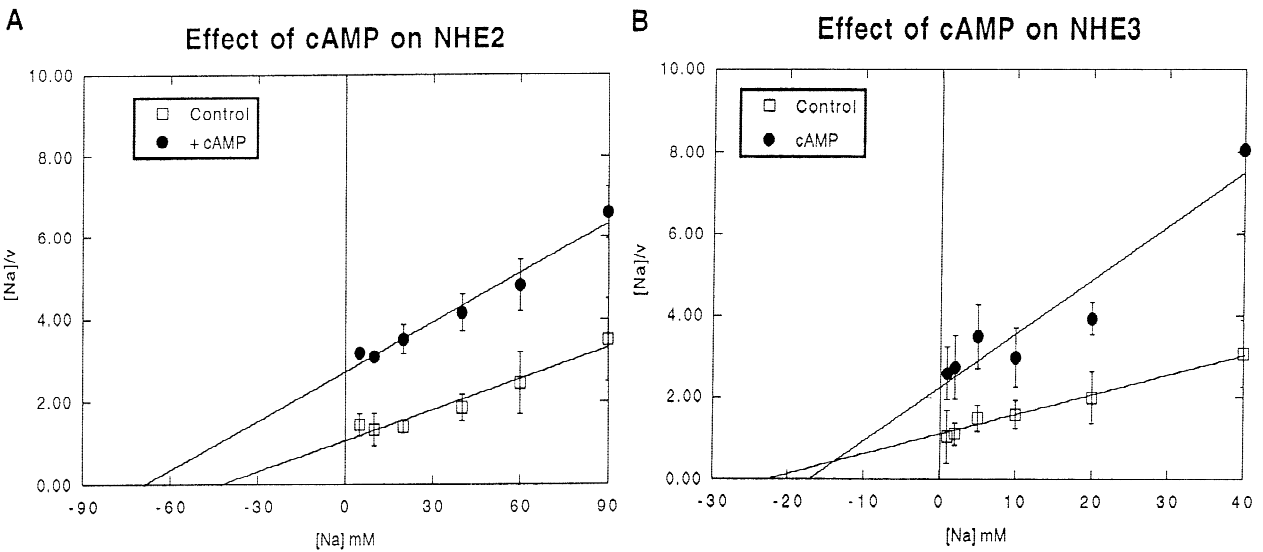 A
Effect of cAMP on NHE2
10.00
8.00
6.00
4.00
2.00
0.00
[Na]/v
Control
+ cAMP
-90 -60 -30 0 30 60 90
[Na] mM
B
Effect of cAMP on NHE3
10.00
8.00
6.00
4.00
2.00
0.00
[Na]/v
Control
cAMP
-30 -20 -10 0 10 20 30 40
[Na] mM